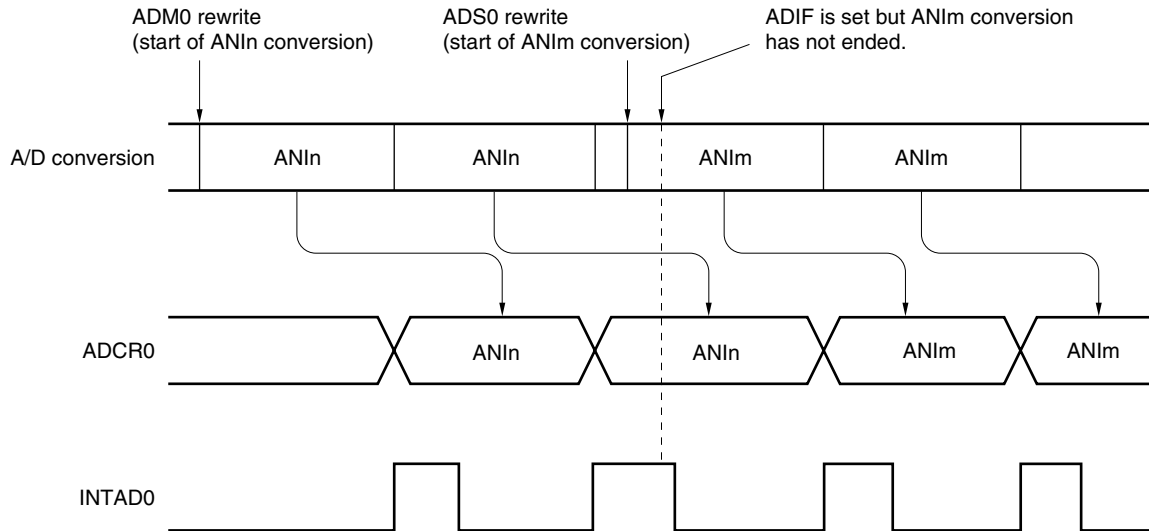 ADM0 rewrite
(start of ANIn conversion)
ADS0 rewrite
(start of ANIm conversion)
ADIF is set but ANIm conversion
has not ended.
A/D conversion
ANIn
ANIn
ANIm
ANIm
ADCR0
ANIn
ANIn
ANIm
ANIm
INTAD0